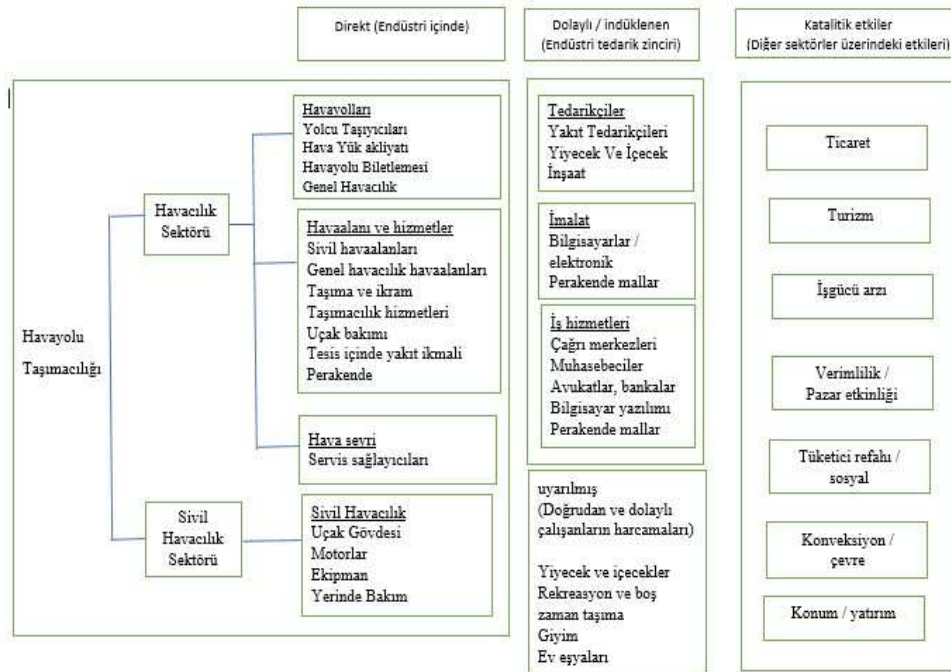 Direkt (Endüstri içinde)
Dolaylı / indüklenen
(Endüstri tedarik zinciri)
Katalitik etkiler
(Diğer sektörler üzerindeki etkileri)
Havayolu
Taşımacılığı
Havacılık
Sektörü
Sivil
Havacılık
Sektörü
Havayolları
Yolcu Taşıyıcıları
Hava Yük akliyatı
Havayolu Biletlemesi
Genel Havacılık
Havaalanı ve hizmetler
Sivil havaalanları
Genel havacılık havaalanları
Taşıma ve ikram
Taşımacılık hizmetleri
Uçak bakımı
Tesis içinde yakıt ikmali
Perakende
Hava seyri
Servis sağlayıcıları
Sivil Havacılık
Uçak Gövdesi
Motorlar
Ekipman
Yerinde Bakım
Tedarikçiler
Yakıt Tedarikçileri
Yiyecek Ve İçecek
İnşaat
İmalat
Bilgisayarlar /
elektronik
Perakende mallar
İş hizmetleri
Çağrı merkezleri
Muhasebeciler
Avukatlar, bankalar
Bilgisayar yazılımı
Perakende mallar
uyarılmış
(Doğrudan ve dolaylı
çalışanların harcamaları)
Yiyecek ve içecekler
Rekreasyon ve boş
zaman taşıma
Giyim
Ev eşyaları
Ticaret
Turizm
İşgücü arzı
Verimlilik /
Pazar etkinliği
Tüketici refahı /
sosyal
Konveksiyon /
çevre
Konum / yatırım